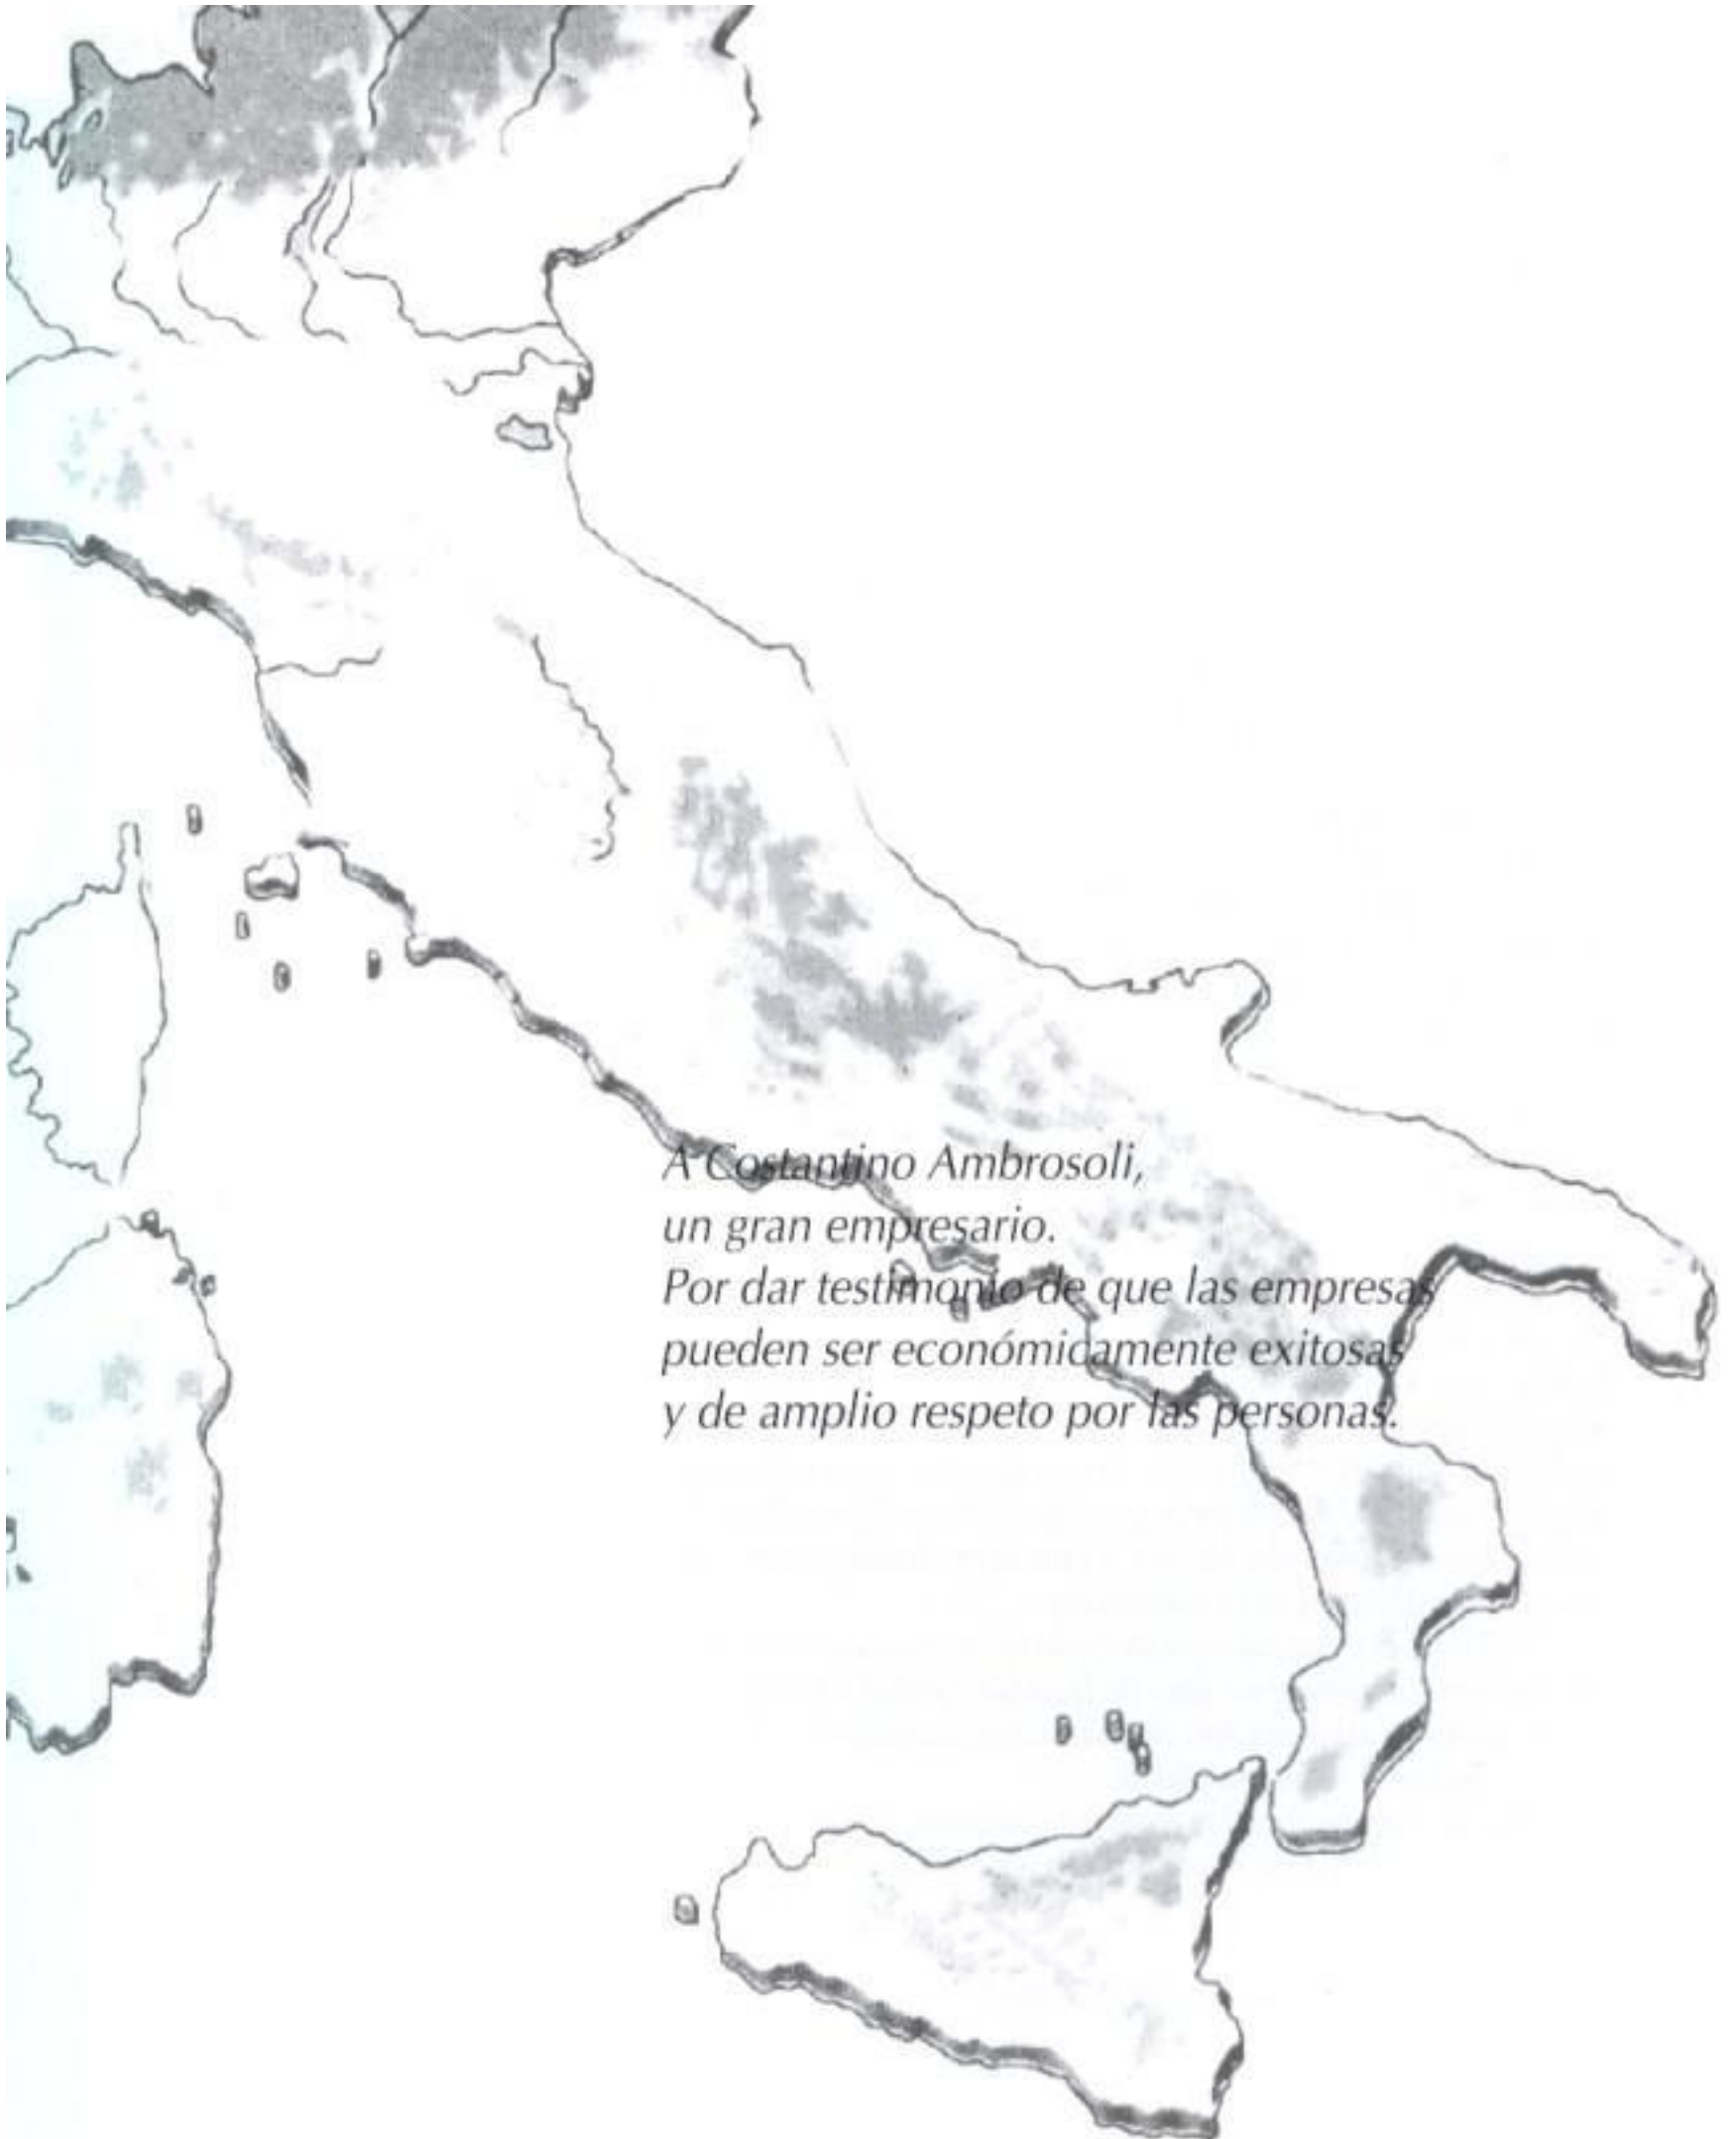 A Costantino Ambrosoli,
un gran empresario.
Por dar testimonio de que las empresas
pueden ser económicamente exitosas
y de amplio respeto por las personas.